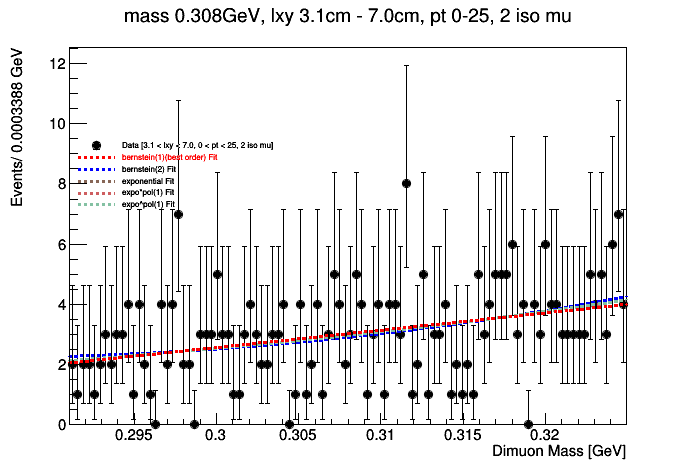 mass 0.308GeV, lxy 3.1cm - 7.0cm, pt 0-25, 2 iso mu
Events/ 0.0003388 GeV
12
10
8
6
4
2
0
Data [3.1 < lxy < 7.0, 0 < pt < 25, 2 iso mu]
bernstein(1)(best order) Fit
bernstein(2) Fit
exponential Fit
expo*pol(1) Fit
expo^pol(1) Fit
0.295 0.3 0.305 0.31 0.315 0.32
Dimuon Mass [GeV]